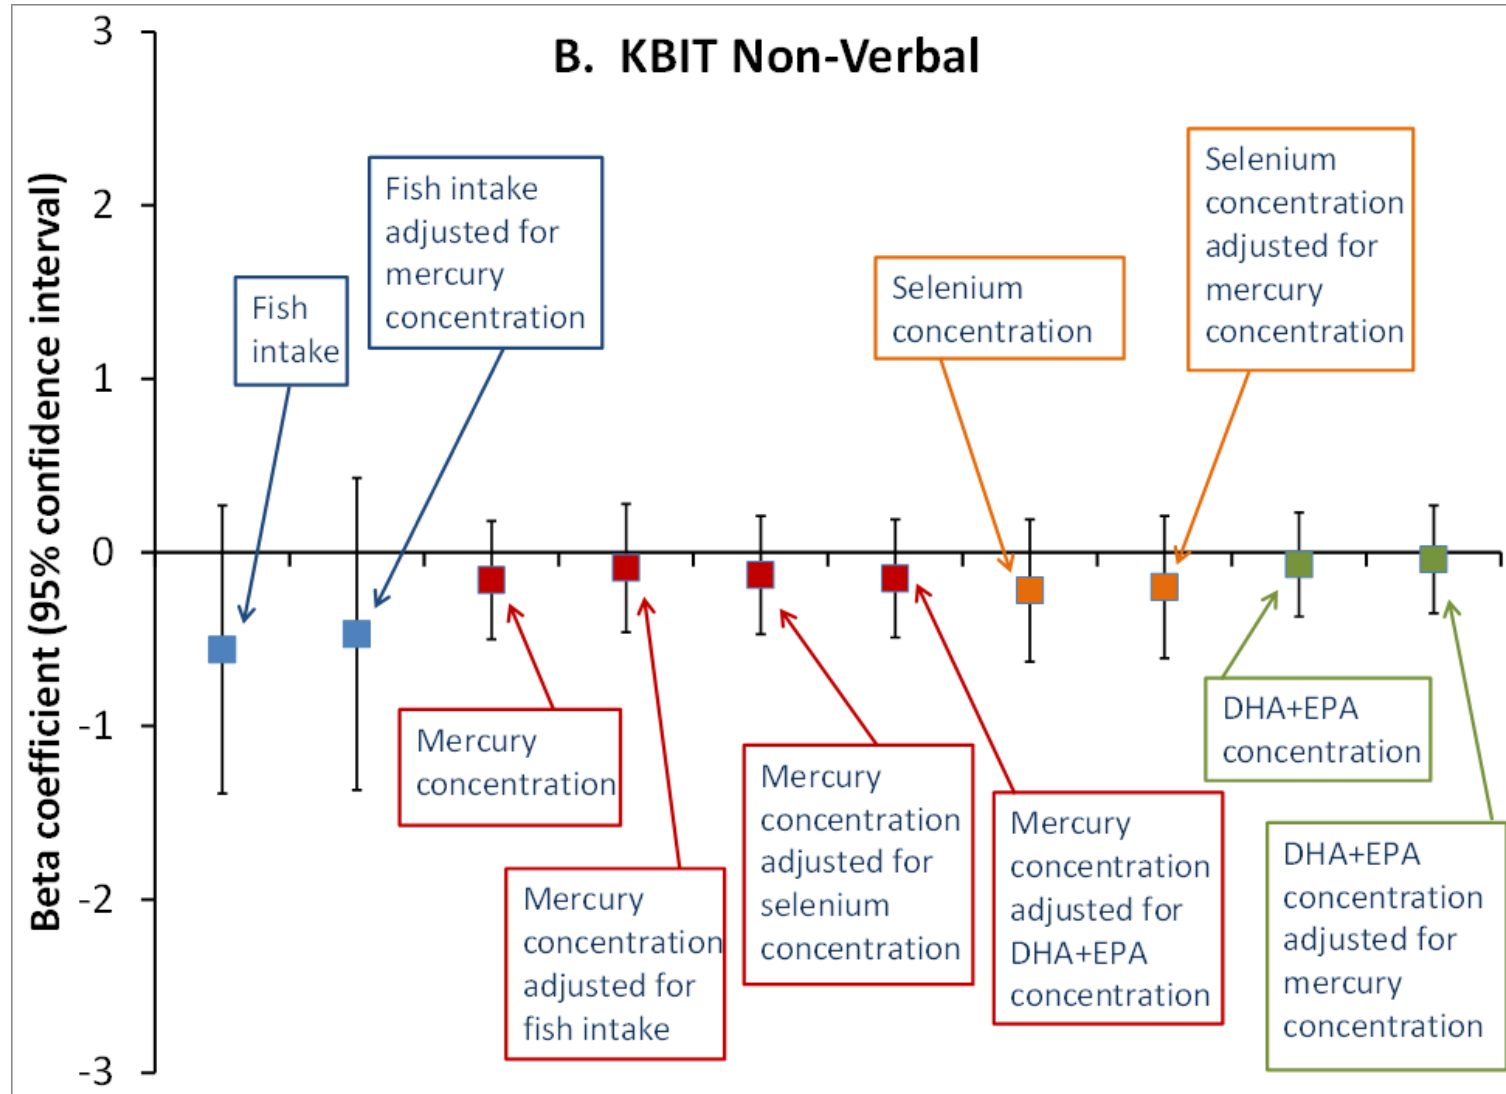 B. KBIT Non-Verbal
Beta coefficient (95% confidence interval)
3
2
1
0
-1
-2
-3
Fish
intake
Fish intake
adjusted for
mercury
concentration
Mercury
concentration
Mercury
concentration
adjusted for
fish intake
Mercury
concentration
adjusted for
selenium
concentration
Mercury
concentration
adjusted for
DHA+EPA
concentration
Selenium
concentration
Selenium
concentration
adjusted for
mercury
concentration
DHA+EPA
concentration
DHA+EPA
concentration
adjusted for
mercury
concentration